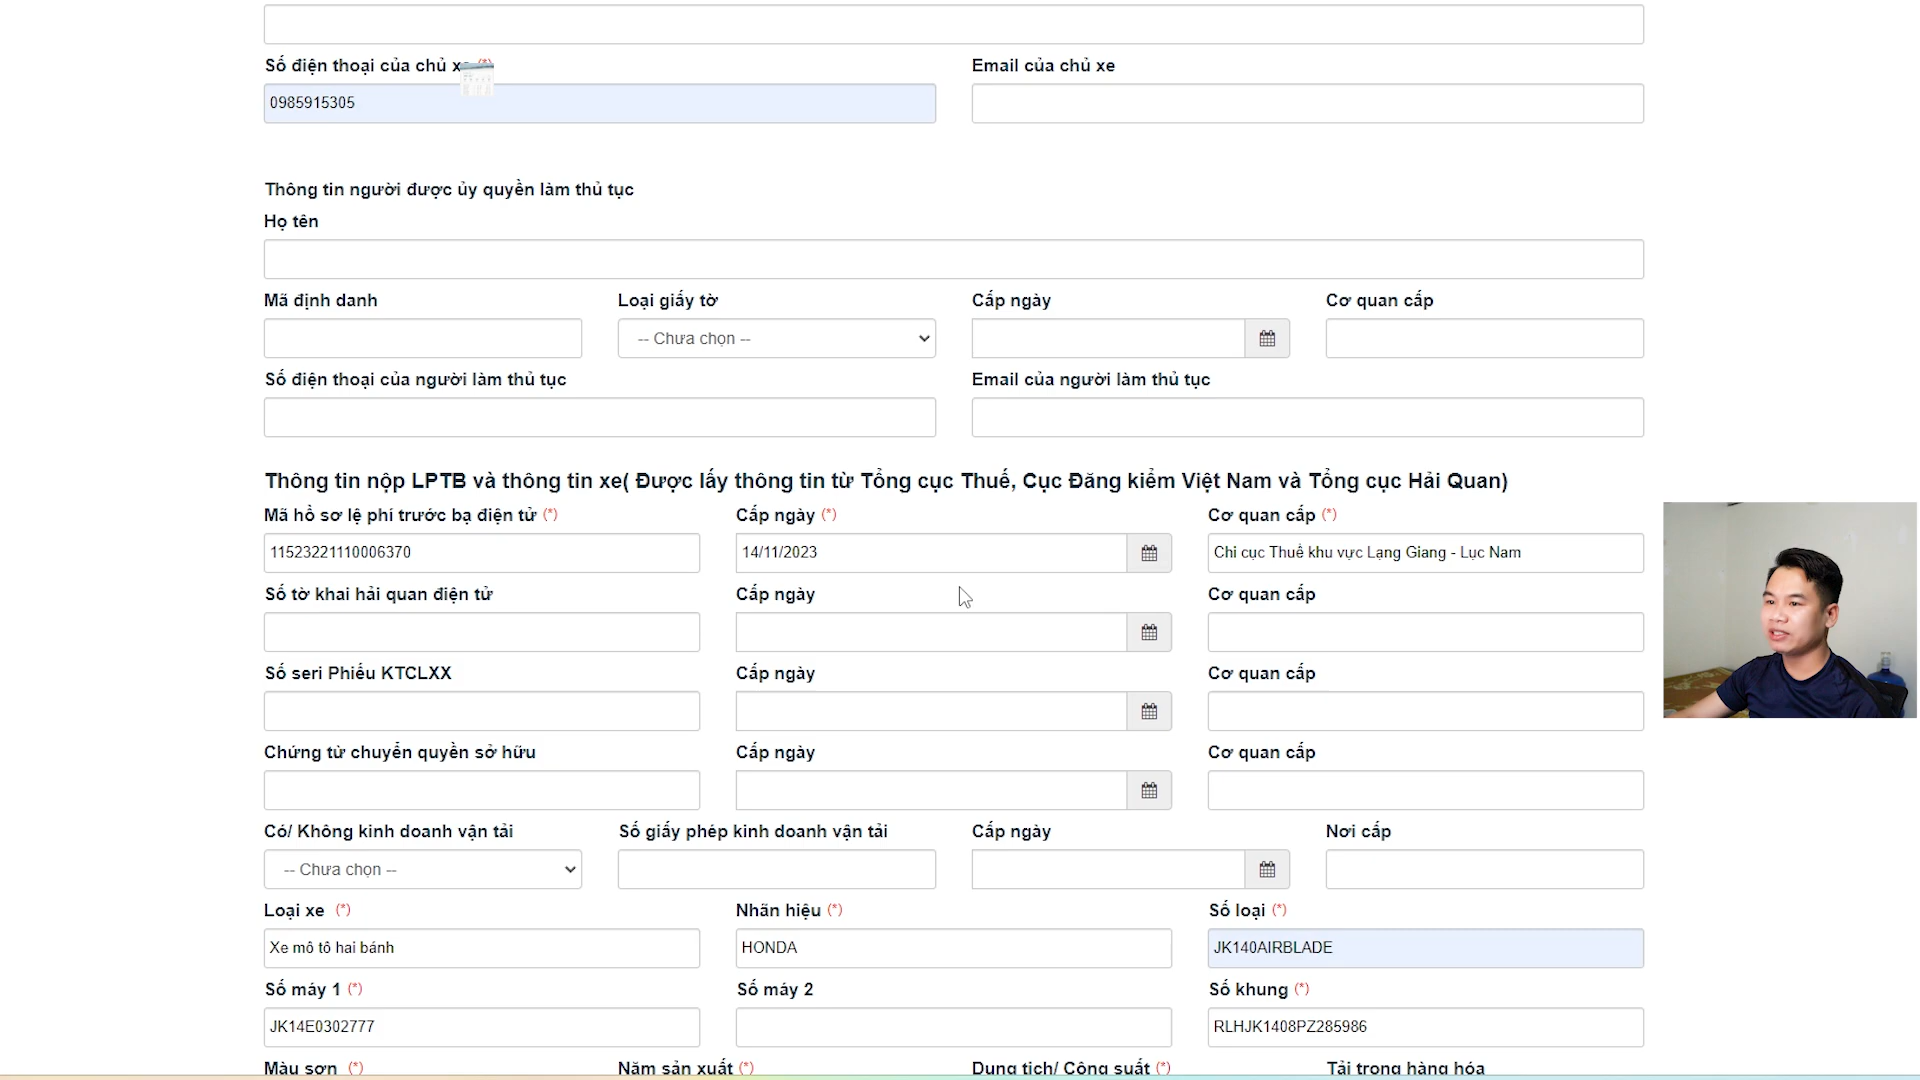 Số điện thoại của chủ xe (*)
Email của chủ xe
0985915305
Thông tin người được ủy quyền làm thủ tục
Họ tên
Mã định danh
Loại giấy tờ
Cấp ngày
Cơ quan cấp
-- Chưa chọn --
Số điện thoại của người làm thủ tục
Email của người làm thủ tục
Thông tin nộp LPTB và thông tin xe( Được lấy thông tin từ Tổng cục Thuế, Cục Đăng kiểm Việt Nam và Tổng cục Hải Quan)
Mã hồ sơ lệ phí trước bạ điện tử (*)
Cấp ngày (*)
Cơ quan cấp (*)
11523221110006370
14/11/2023
Chi cục Thuế khu vực Lạng Giang - Lục Nam
Số tờ khai hải quan điện tử
Cấp ngày
Cơ quan cấp
Số seri Phiếu KTCLXX
Cấp ngày
Cơ quan cấp
Chứng từ chuyển quyền sở hữu
Cấp ngày
Cơ quan cấp
Có/ Không kinh doanh vận tải
Số giấy phép kinh doanh vận tải
Cấp ngày
Nơi cấp
-- Chưa chọn --
Loại xe (*)
Nhãn hiệu (*)
Số loại (*)
Xe mô tô hai bánh
HONDA
JK140AIRBLADE
Số máy 1 (*)
Số máy 2
Số khung (*)
JK14E0302777
RLHJK1408PZ285986
Màu sơn (*)
Năm sản xuất (*)
Dung tích/ Công suất (*)
Tải trọng hàng hóa